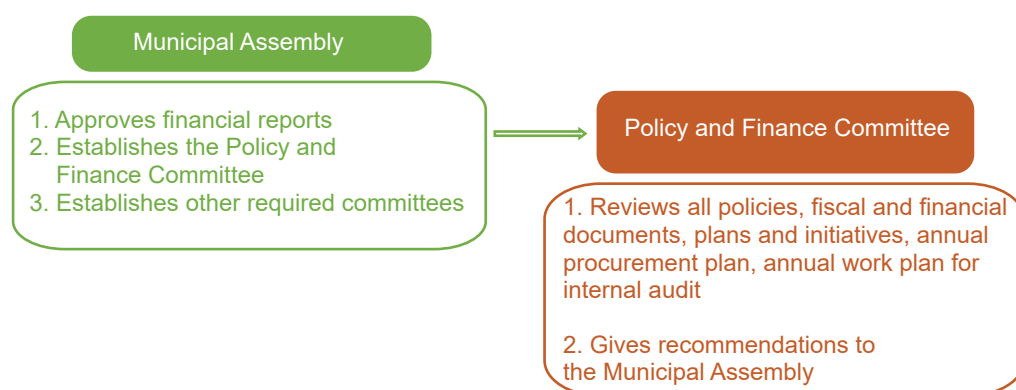 Municipal Assembly
1. Approves financial reports
2. Establishes the Policy and
Finance Committee
3. Establishes other required committees
Policy and Finance Committee
1. Reviews all policies, fiscal and financial
documents, plans and initiatives, annual
procurement plan, annual work plan for
internal audit
2. Gives recommendations to
the Municipal Assembly